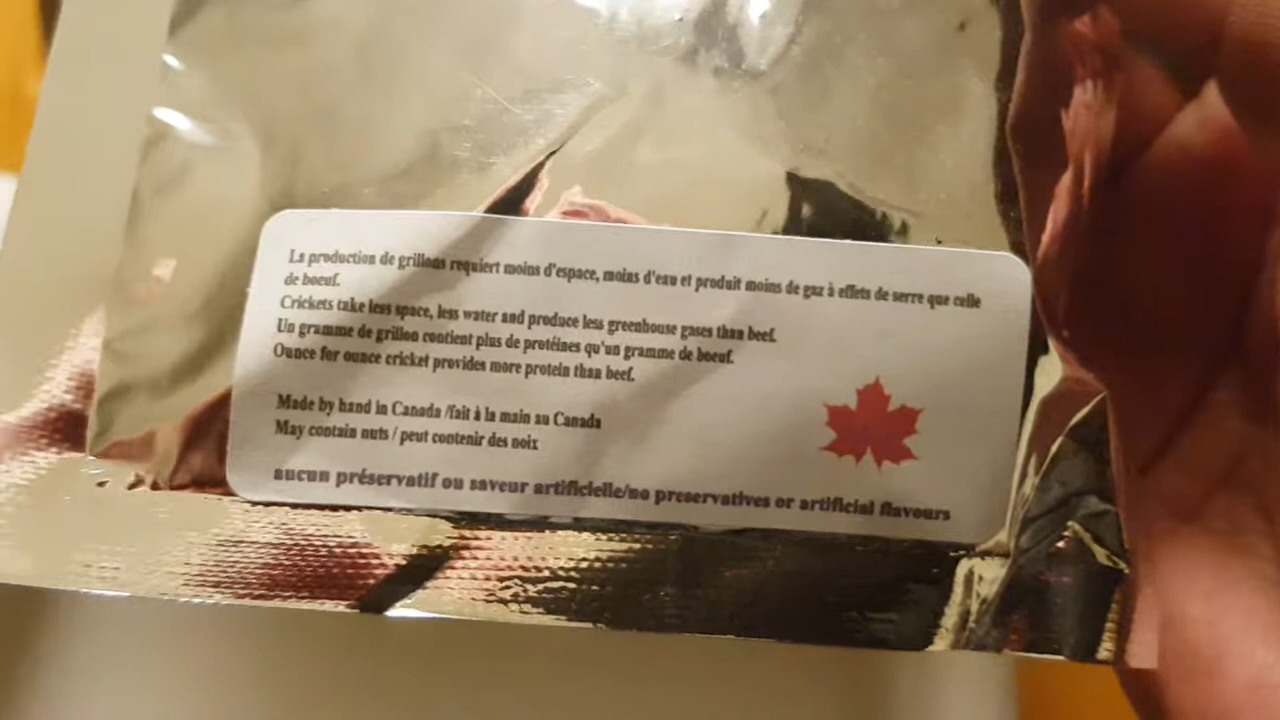 La production de grillons requiert moins d'espace, moins d'eau et produit moins de gaz à effets de serre que celle
de boeuf.
Crickets take less space, less water and produce less greenhouse gases than beef.
Un gramme de grillon contient plus de protéines qu'un gramme de boeuf.
Ounce for ounce cricket provides more protein than beef.
Made by hand in Canada /fait à la main au Canada
May contain nuts / peut contenir des noix
aucun préservatif ou saveur artificielle/no preservatives or artificial flavours